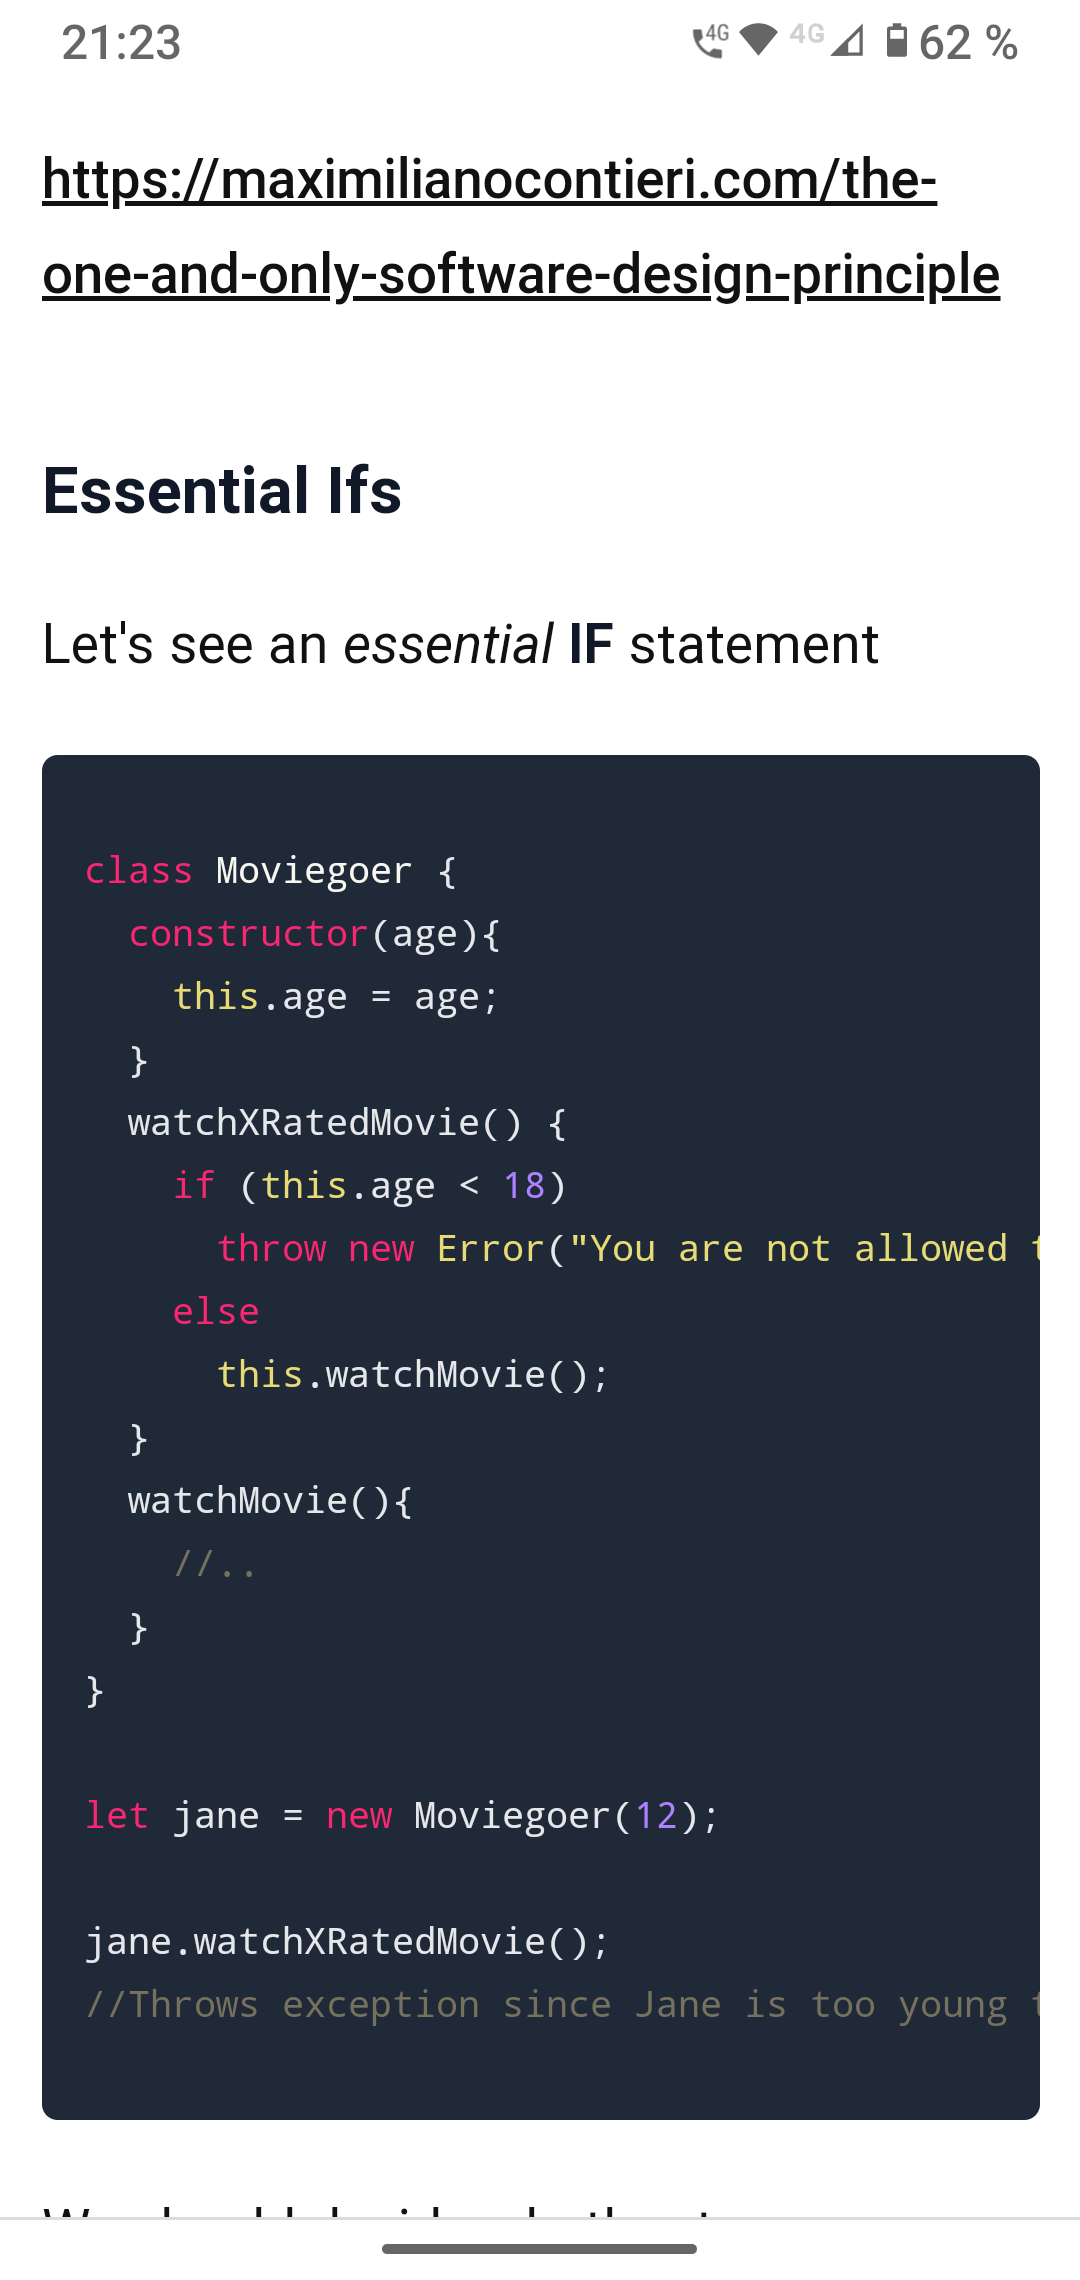 21:23 4G 4G 62 %
https://maximilianocontieri.com/the-
one-and-only-software-design-principle
Essential Ifs
Let's see an essential IF statement
class Moviegoer {
  constructor(age){
    this.age = age;
  }
  watchXRatedMovie() {
    if (this.age < 18)
      throw new Error("You are not allowed
    else
      this.watchMovie();
  }
  watchMovie(){
    //..
  }
}
let jane = new Moviegoer(12);
jane.watchXRatedMovie();
//Throws exception since Jane is too young